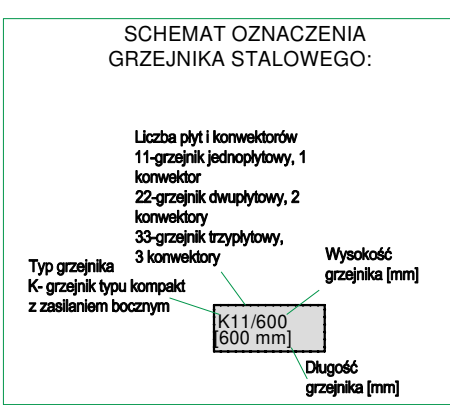 SCHEMAT OZNACZENIA
GRZEJNIKA STALOWEGO:
Liczba płyt i konwektorów
11-grzejnik jednopłytowy, 1
konwektor
22-grzejnik dwupłytowy, 2
konwektory
33-grzejnik trzypłytowy,
3 konwektory
Wysokość
grzejnika [mm]
Typ grzejnika
K- grzejnik typu kompakt
z zasilaniem bocznym
K11/600
[600 mm]
Długość
grzejnika [mm]